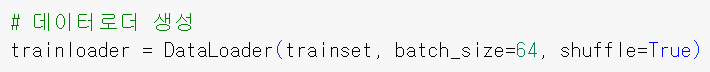 # 데이터로더 생성
trainloader = DataLoader(trainset, batch_size=64, shuffle=True)